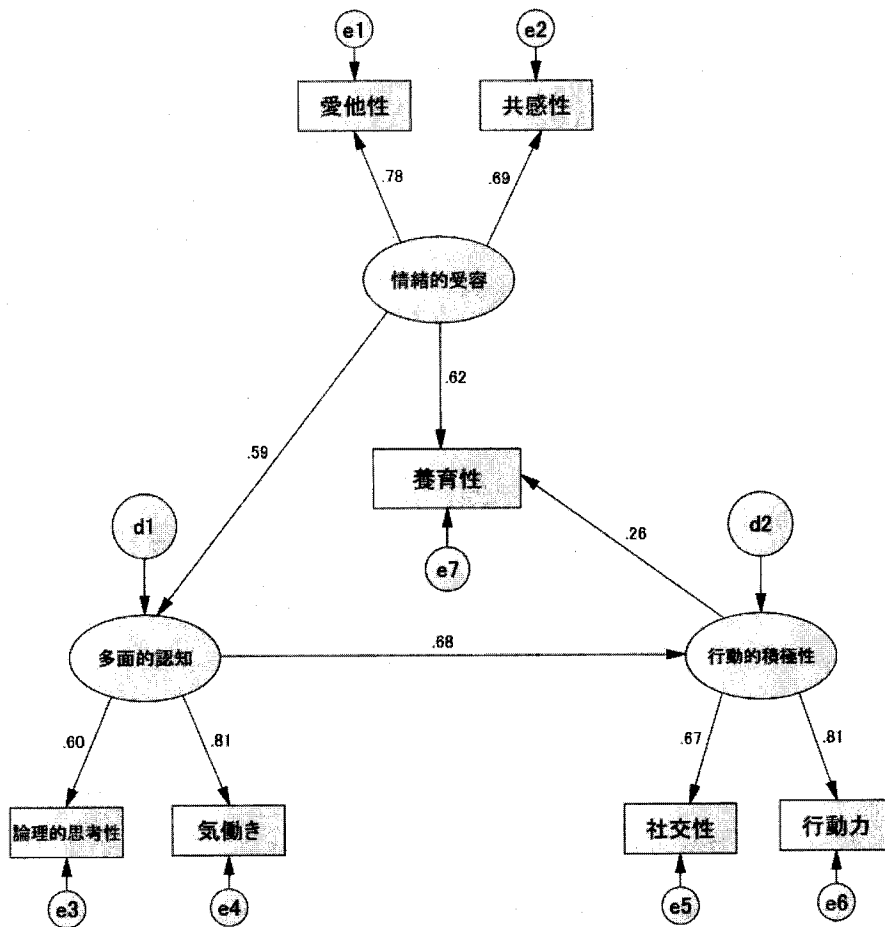 e1
e2
愛他性
共感性
.78
.69
情緒的受容
.62
.59
養育性
d1
d2
.26
e7
多面的認知
.68
行動的積極性
.60
.81
.67
.81
論理的思考性
気働き
社交性
行動力
e3
e4
e5
e6